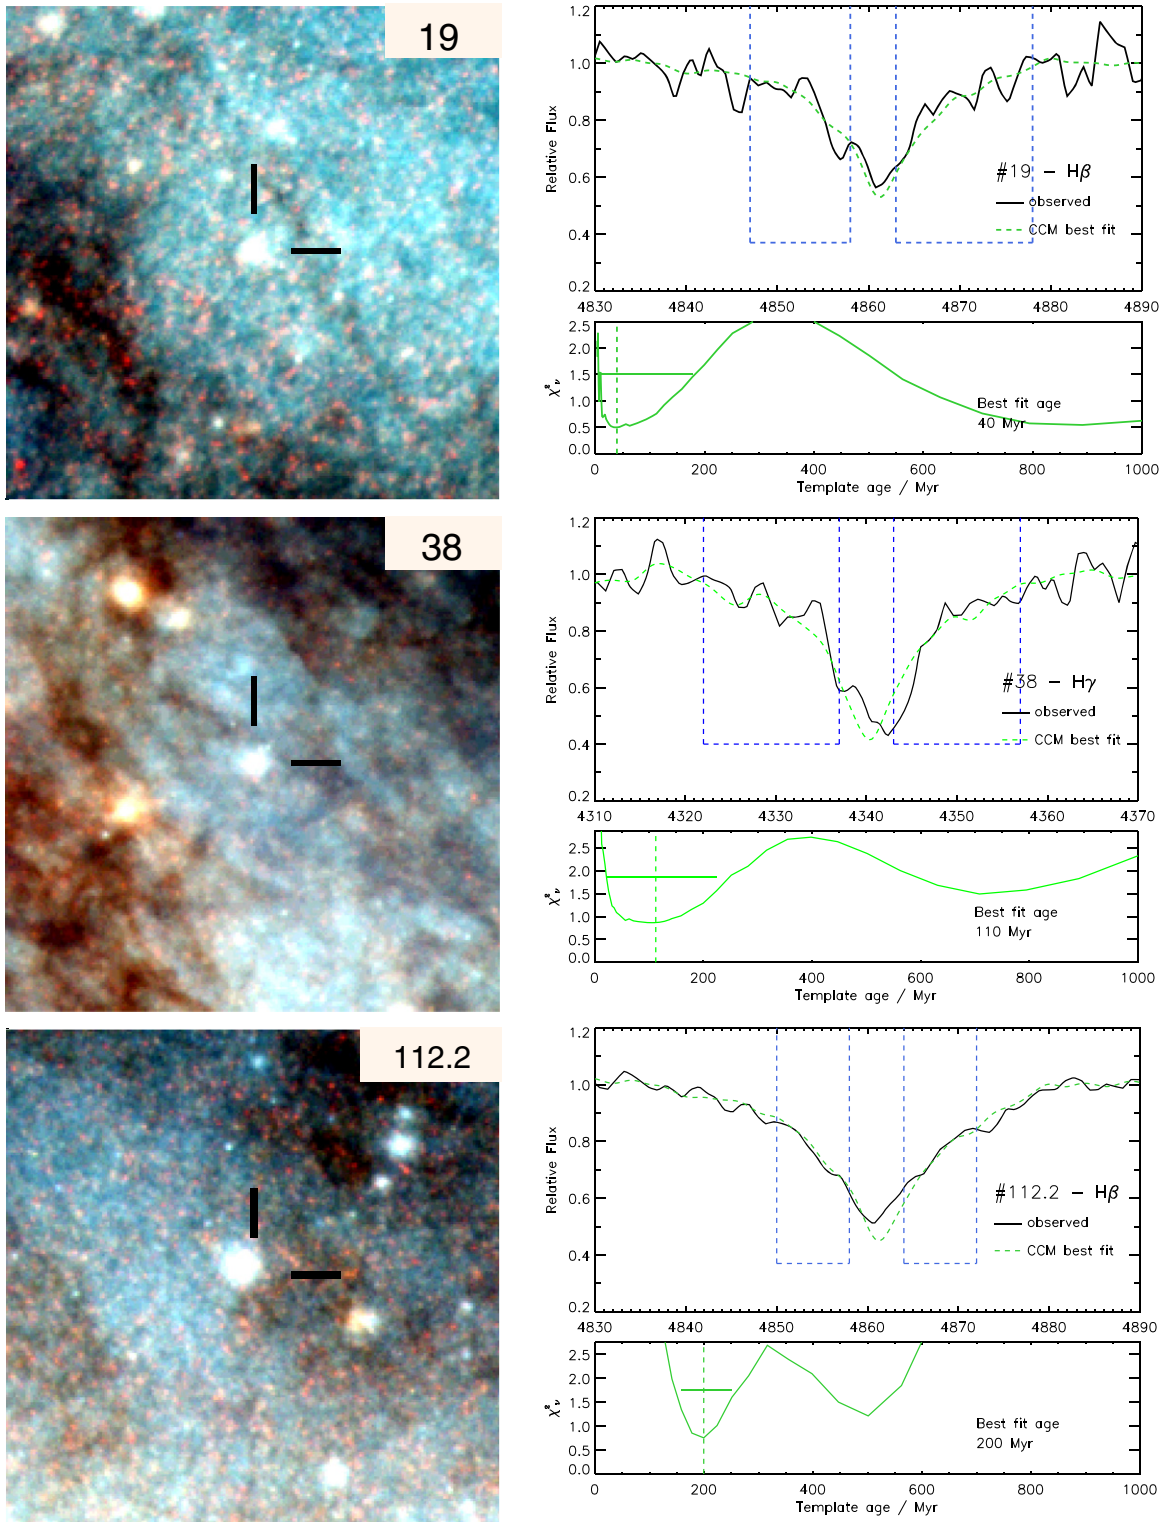 19
1.2
1.0
0.8
0.6
0.4
0.2
Relative Flux
#19 - Hβ
observed
CCM best fit
4830 4840 4850 4860 4870 4880 4890
2.5
2.0
1.5
1.0
0.5
0.0
χ²ᵥ
Best fit age
40 Myr
0 200 400 600 800 1000
Template age / Myr
38
1.2
1.0
0.8
0.6
0.4
0.2
Relative Flux
#38 - Hγ
observed
CCM best fit
4310 4320 4330 4340 4350 4360 4370
2.5
2.0
1.5
1.0
0.5
0.0
χ²ᵥ
Best fit age
110 Myr
0 200 400 600 800 1000
Template age / Myr
112.2
1.2
1.0
0.8
0.6
0.4
0.2
Relative Flux
#112.2 - Hβ
observed
CCM best fit
4830 4840 4850 4860 4870 4880 4890
2.5
2.0
1.5
1.0
0.5
0.0
χ²ᵥ
Best fit age
200 Myr
0 200 400 600 800 1000
Template age / Myr